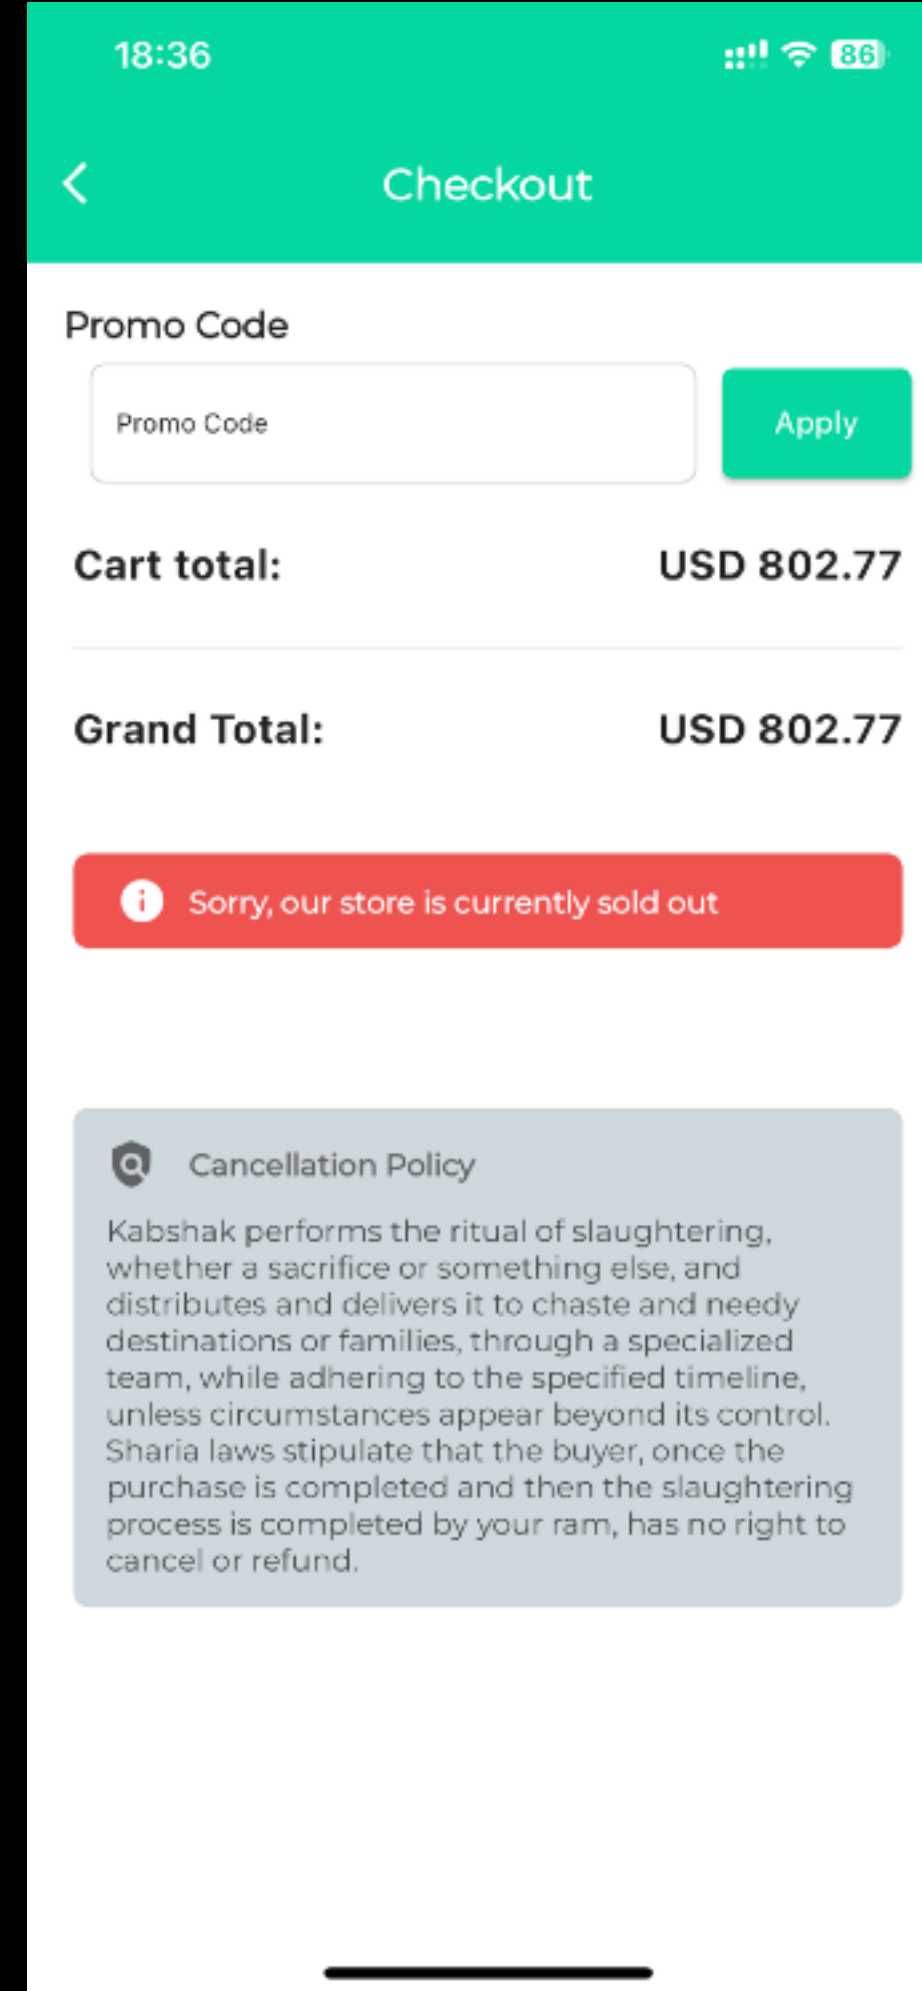 18:36
86
Checkout
Promo Code
Promo Code
Apply
Cart total:
USD 802.77
Grand Total:
USD 802.77
Sorry, our store is currently sold out
Cancellation Policy
Kabshak performs the ritual of slaughtering,
whether a sacrifice or something else, and
distributes and delivers it to chaste and needy
destinations or families, through a specialized
team, while adhering to the specified timeline,
unless circumstances appear beyond its control.
Sharia laws stipulate that the buyer, once the
purchase is completed and then the slaughtering
process is completed by your ram, has no right to
cancel or refund.